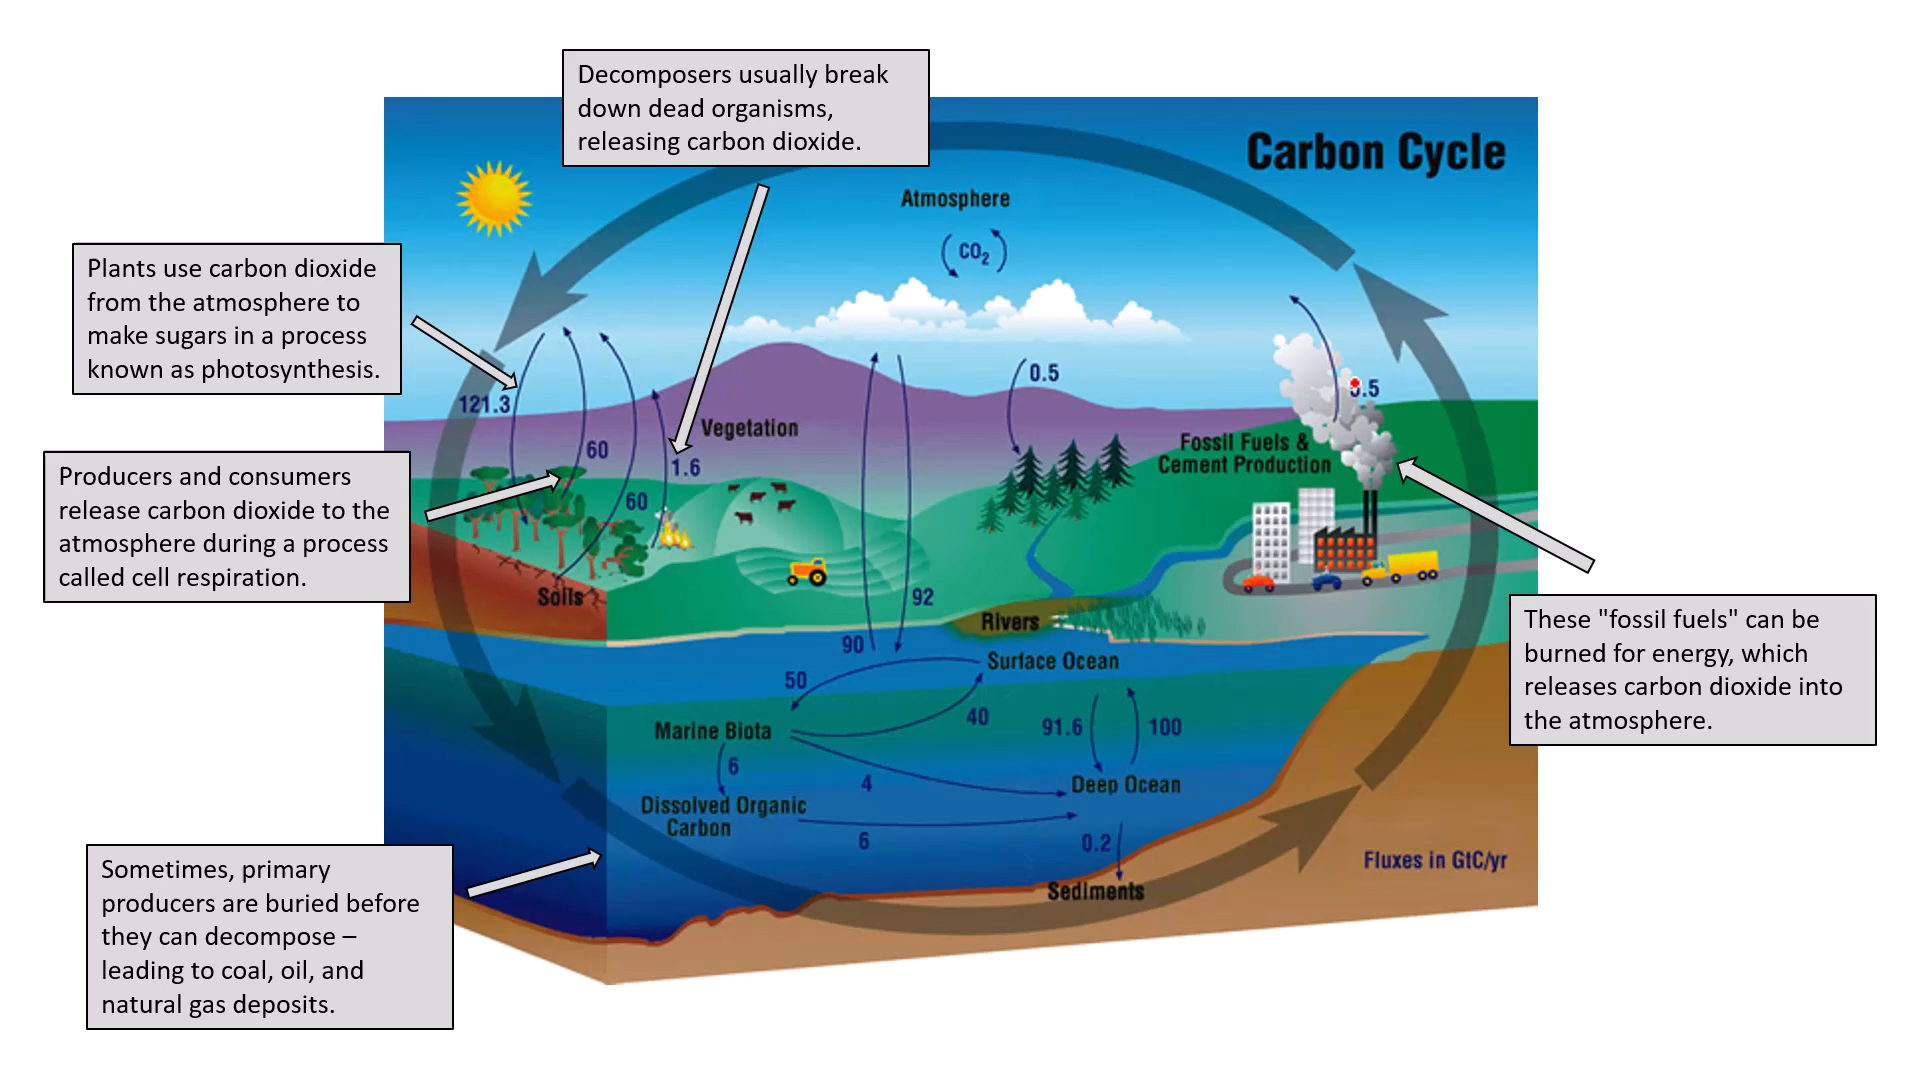 Decomposers usually break
down dead organisms,
releasing carbon dioxide.
Carbon Cycle
Atmosphere
CO2
Plants use carbon dioxide
from the atmosphere to
make sugars in a process
known as photosynthesis.
121.3
60
60
1.6
Vegetation
0.5
Fossil Fuels &
Cement Production
Producers and consumers
release carbon dioxide to the
atmosphere during a process
called cell respiration.
Soils
92
90
Rivers
Surface Ocean
50
40
91.6
100
Marine Biota
6
4
Deep Ocean
Dissolved Organic
Carbon
6
0.2
Sediments
Fluxes in GtC/yr
These "fossil fuels" can be
burned for energy, which
releases carbon dioxide into
the atmosphere.
Sometimes, primary
producers are buried before
they can decompose –
leading to coal, oil, and
natural gas deposits.